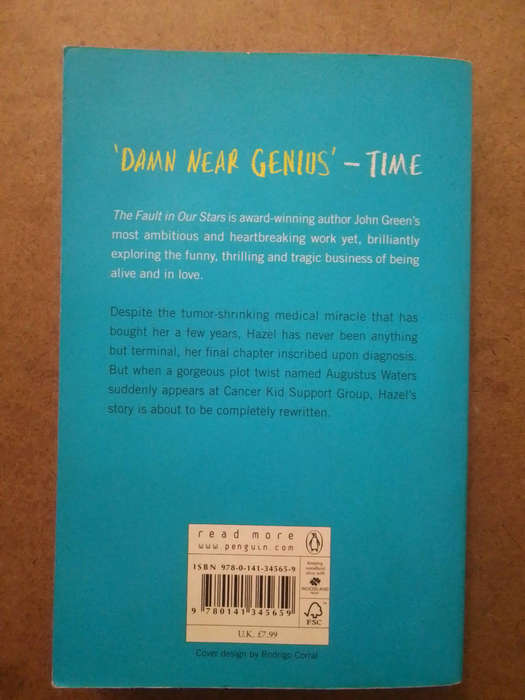 'DAMN NEAR GENIUS' – TIME
The Fault in Our Stars is award-winning author John Green's
most ambitious and heartbreaking work yet, brilliantly
exploring the funny, thrilling and tragic business of being
alive and in love.
Despite the tumor-shrinking medical miracle that has
bought her a few years, Hazel has never been anything
but terminal, her final chapter inscribed upon diagnosis.
But when a gorgeous plot twist named Augustus Waters
suddenly appears at Cancer Kid Support Group, Hazel's
story is about to be completely rewritten.
read more
www.penguin.com
ISBN 978-0-141-34565-9
9 780141 345659
U.K. £7.99
Keeping
woodland
alive with
WOODLAND
FSC
Cover design by Rodrigo Corral